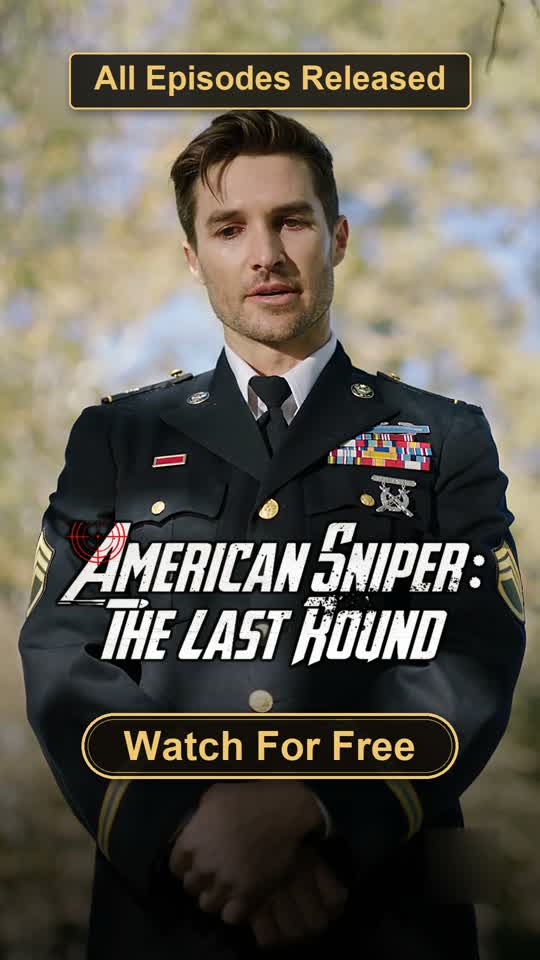 All Episodes Released
AMERICAN SNIPER:
THE LAST ROUND
Watch For Free